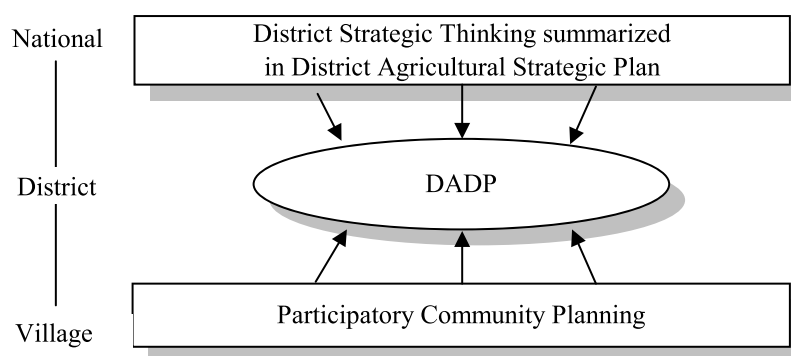 National
District Strategic Thinking summarized
in District Agricultural Strategic Plan
District
DADP
Village
Participatory Community Planning